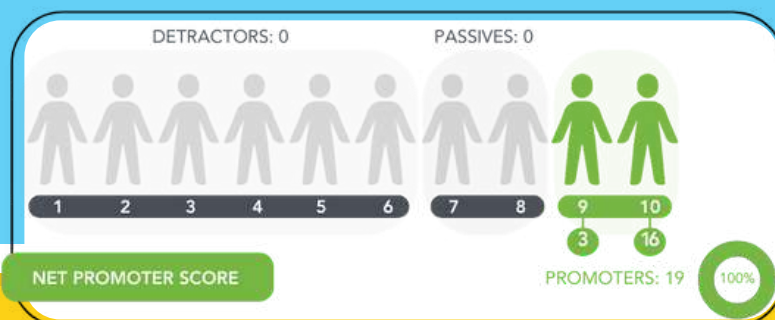 DETRACTORS: 0 PASSIVES: 0
1 2 3 4 5 6 7 8 9 10
3 16
NET PROMOTER SCORE PROMOTERS: 19 100%